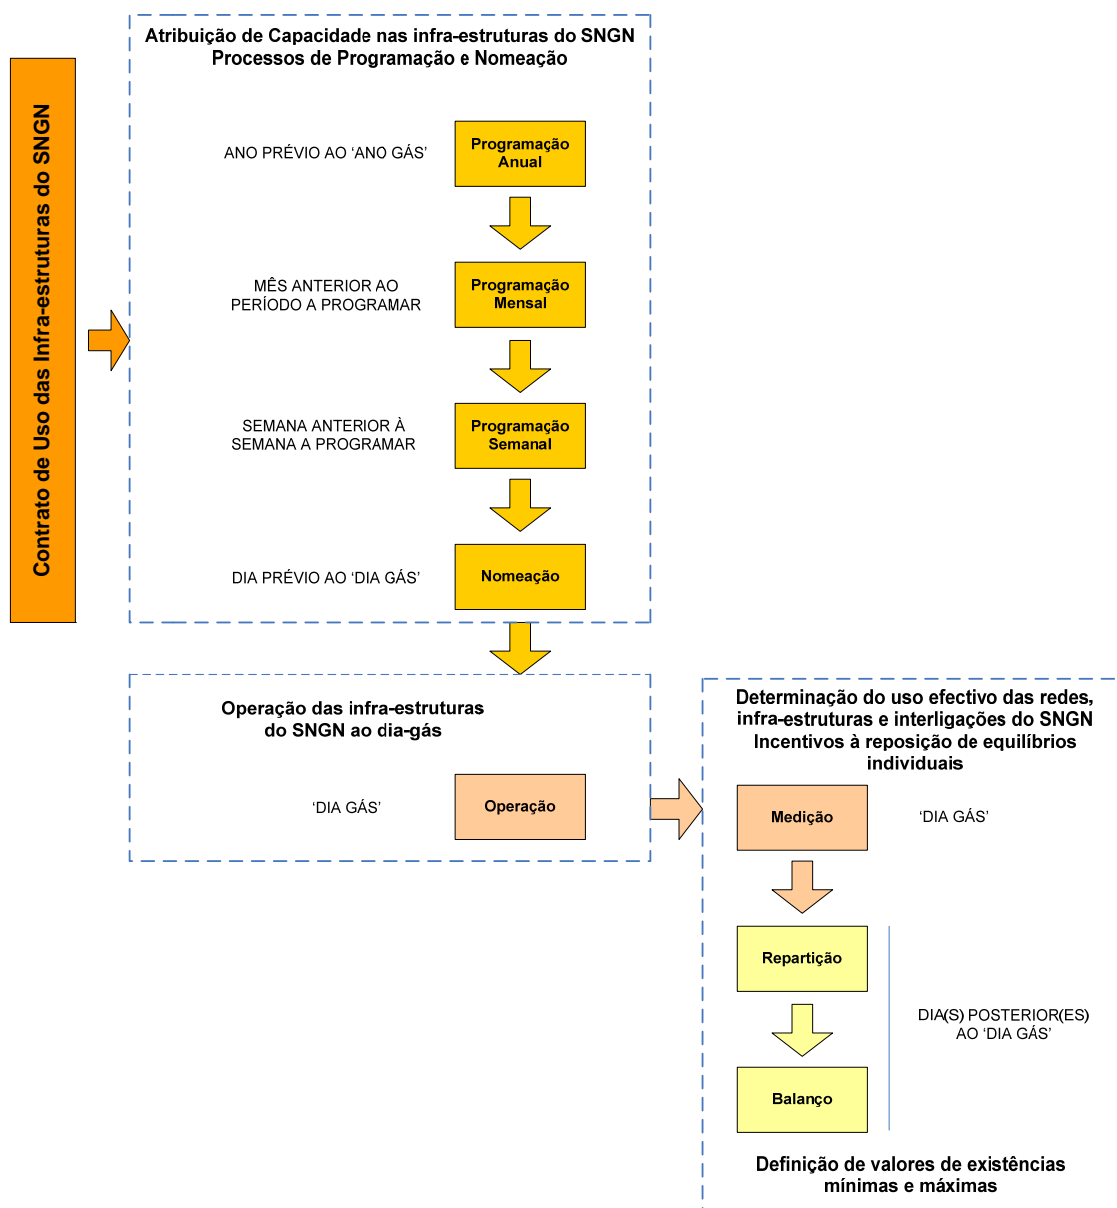 Contrato de Uso das Infra-estruturas do SNGN
Atribuição de Capacidade nas infra-estruturas do SNGN
Processos de Programação e Nomeação
ANO PRÉVIO AO ‘ANO GÁS’
Programação
Anual
MÊS ANTERIOR AO
PERÍODO A PROGRAMAR
Programação
Mensal
SEMANA ANTERIOR À
SEMANA A PROGRAMAR
Programação
Semanal
DIA PRÉVIO AO ‘DIA GÁS’
Nomeação
Operação das infra-estruturas
do SNGN ao dia-gás
‘DIA GÁS’
Operação
Determinação do uso efectivo das redes,
infra-estruturas e interligações do SNGN
Incentivos à reposição de equilíbrios
individuais
Medição
‘DIA GÁS’
Repartição
DIA(S) POSTERIOR(ES)
AO ‘DIA GÁS’
Balanço
Definição de valores de existências
mínimas e máximas